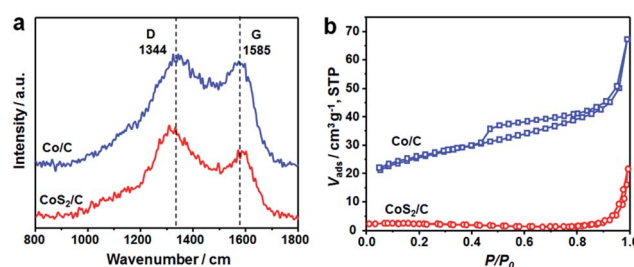 a
D
1344
G
1585
Co/C
CoS₂/C
Intensity / a.u.
800 1000 1200 1400 1600 1800
Wavenumber / cm
b
70
60
50
40
30
20
10
0
Co/C
CoS₂/C
V_ads / cm³g⁻¹, STP
0.0 0.2 0.4 0.6 0.8 1.0
P/P₀